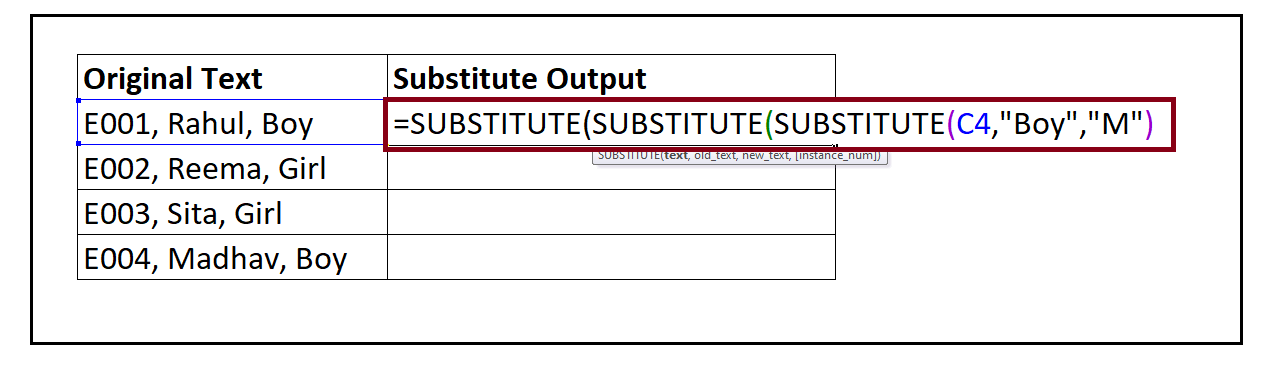 Original Text Substitute Output
E001, Rahul, Boy =SUBSTITUTE(SUBSTITUTE(SUBSTITUTE(C4,"Boy","M")
SUBSTITUTE(text, old_text, new_text, [instance_num])
E002, Reema, Girl
E003, Sita, Girl
E004, Madhav, Boy